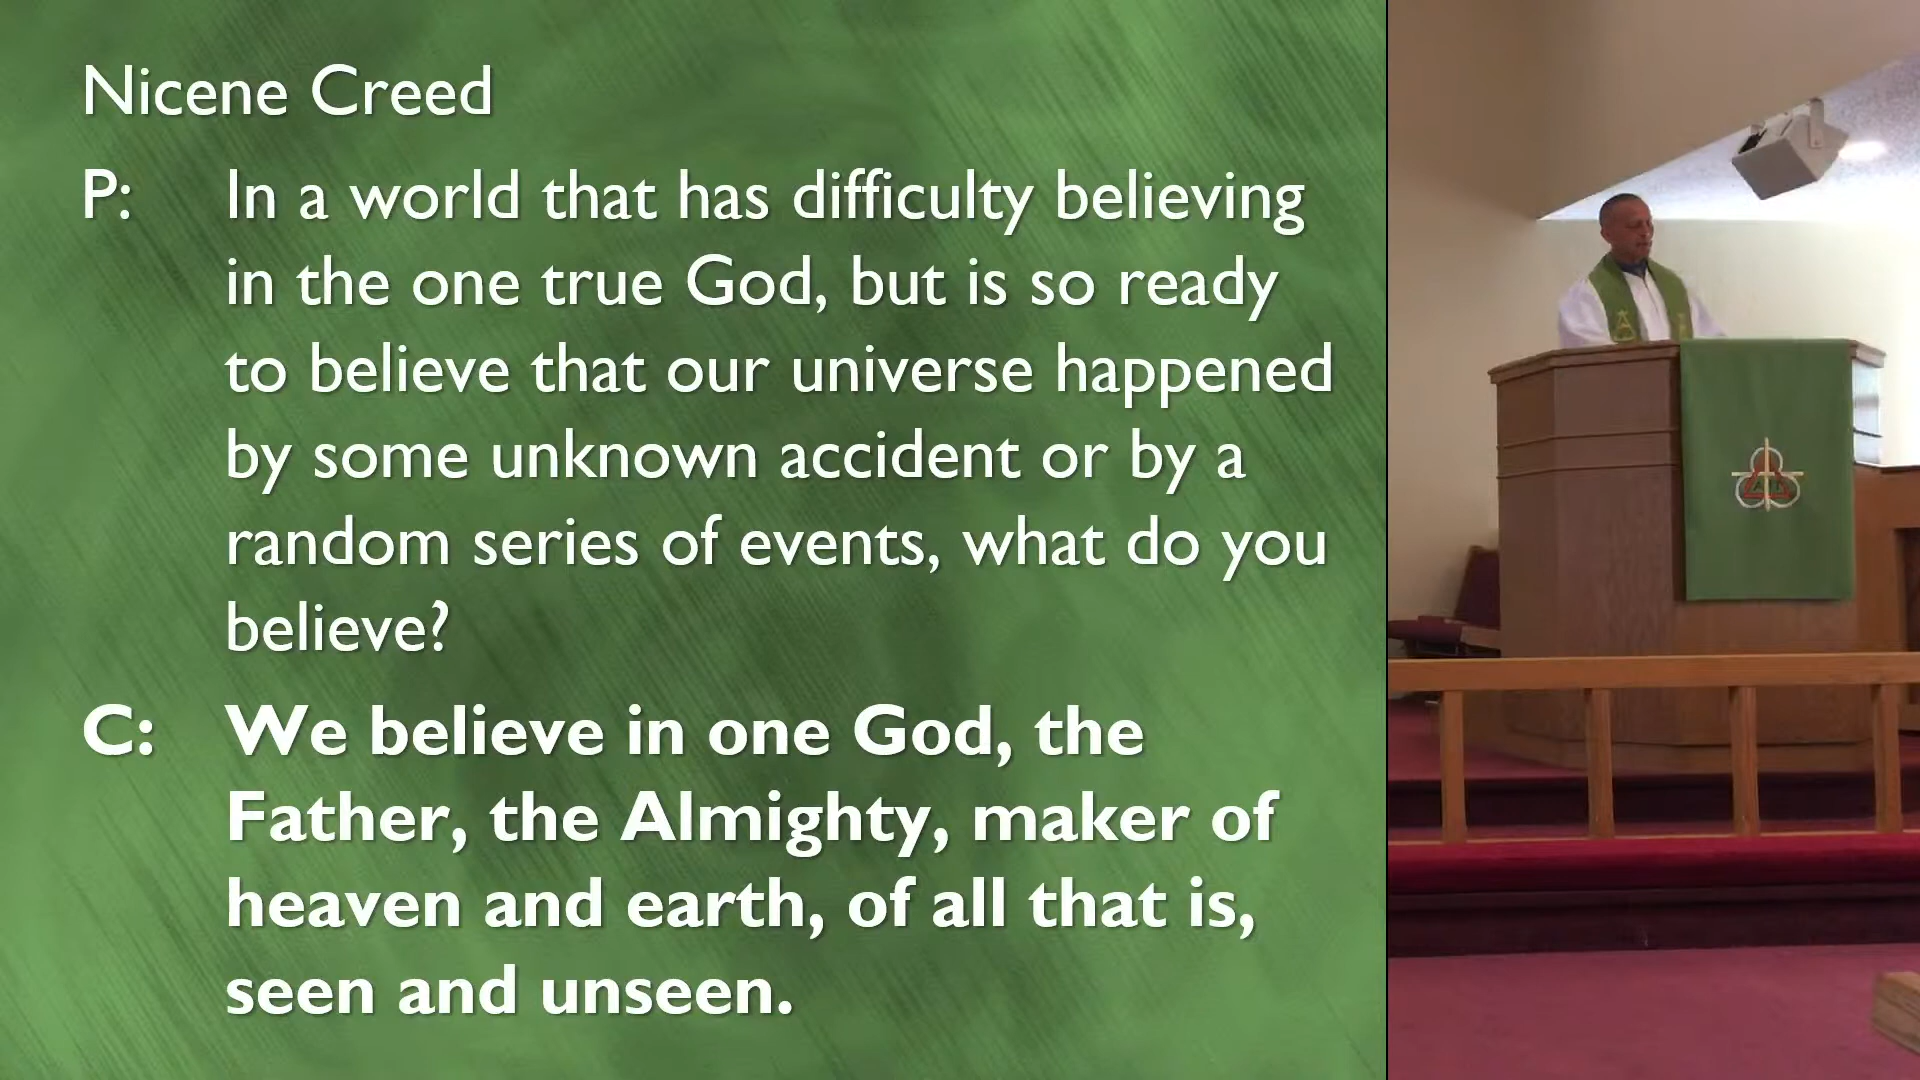 Nicene Creed
P: In a world that has difficulty believing
in the one true God, but is so ready
to believe that our universe happened
by some unknown accident or by a
random series of events, what do you
believe?
C: We believe in one God, the
Father, the Almighty, maker of
heaven and earth, of all that is,
seen and unseen.